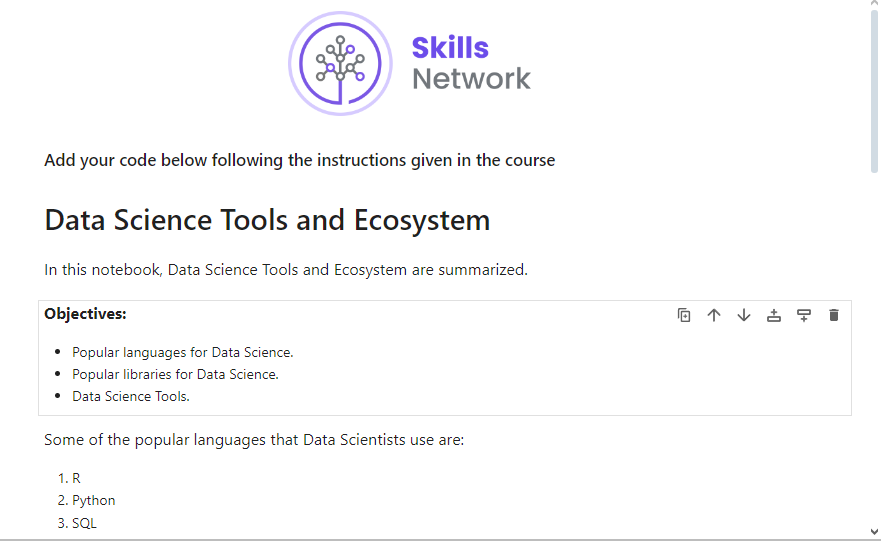 Skills
Network
Add your code below following the instructions given in the course
Data Science Tools and Ecosystem
In this notebook, Data Science Tools and Ecosystem are summarized.
Objectives:
• Popular languages for Data Science.
• Popular libraries for Data Science.
• Data Science Tools.
Some of the popular languages that Data Scientists use are:
1. R
2. Python
3. SQL